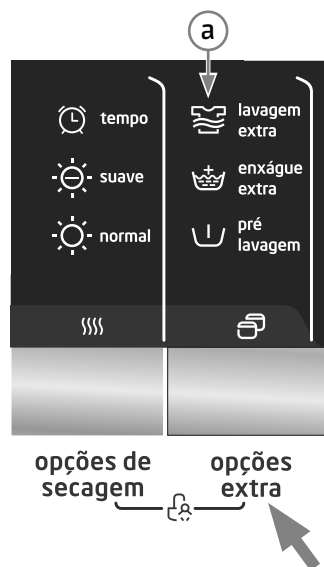 a
tempo
suave
normal
lavagem
extra
enxágue
extra
pré
lavagem
opções de
secagem
opções
extra